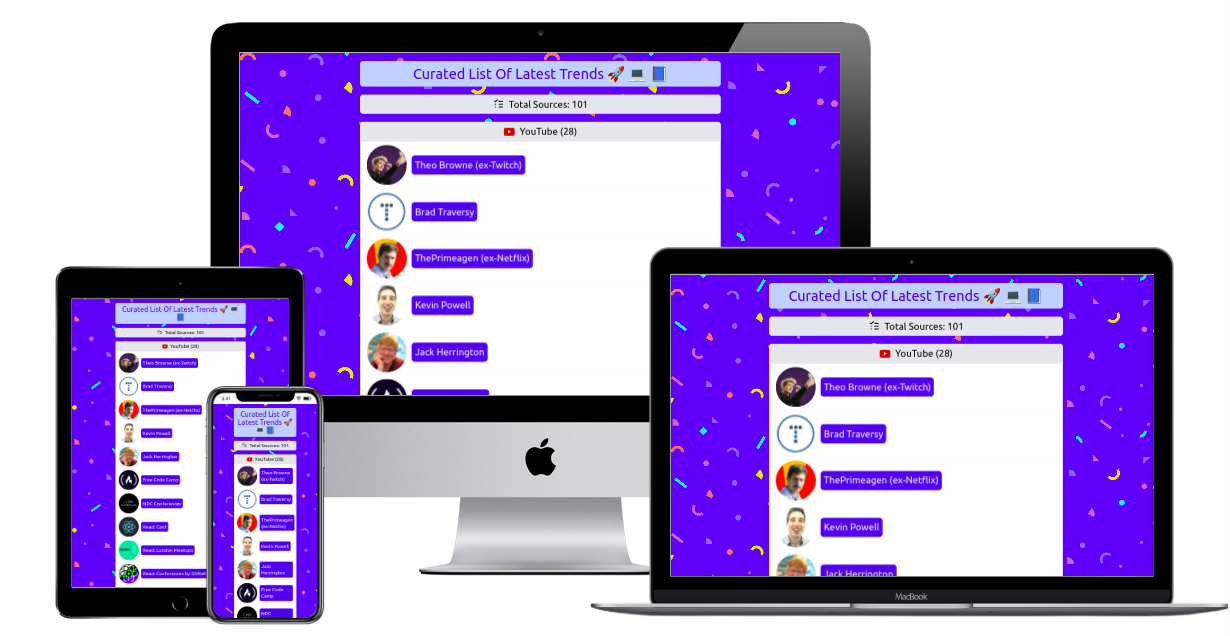 Curated List Of Latest Trends 🚀 💻 📘
Total Sources: 101
YouTube (28)
Theo Browne (ex-Twitch)
Brad Traversy
ThePrimeagen (ex-Netflix)
Kevin Powell
Jack Herrington
Curated List Of Latest Trends 🚀 💻
📘
Total Sources: 101
YouTube (28)
Theo Browne (ex-Twitch)
Brad Traversy
ThePrimeagen (ex-Netflix)
Kevin Powell
Jack Herrington
Free Code Camp
NDC Conferences
React Conf
React London Meetups
React Conferences by GitNation
9:41
Curated List Of
Latest Trends 🚀
💻 📘
Total Sources: 101
YouTube (28)
Theo Browne
(ex-Twitch)
Brad Traversy
ThePrimeagen
(ex-Netflix)
Kevin Powell
Jack
Herrington
Free Code
Camp
NDC
Curated List Of Latest Trends 🚀 💻 📘
Total Sources: 101
YouTube (28)
Theo Browne (ex-Twitch)
Brad Traversy
ThePrimeagen (ex-Netflix)
Kevin Powell
Jack Herrington
MacBook